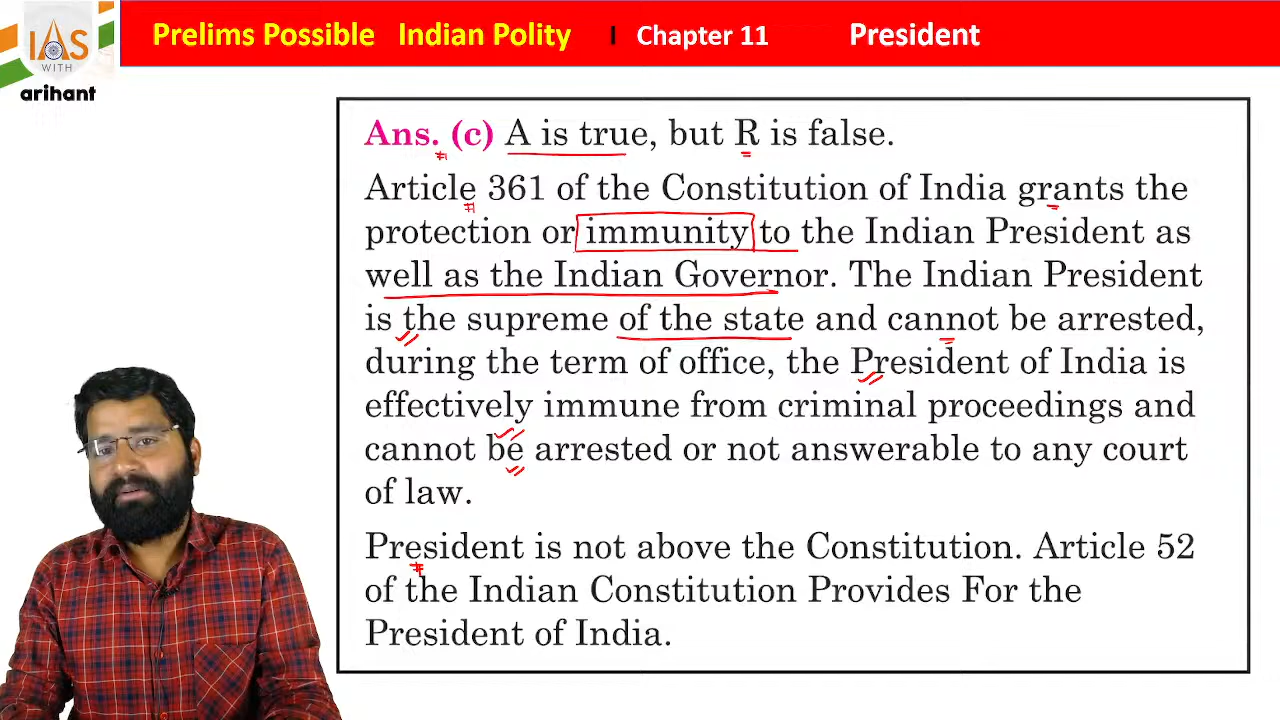 Prelims Possible Indian Polity | Chapter 11 President
IAS
WITH
arihant
Ans. (c) A is true, but R is false.
Article 361 of the Constitution of India grants the
protection or immunity to the Indian President as
well as the Indian Governor. The Indian President
is the supreme of the state and cannot be arrested,
during the term of office, the President of India is
effectively immune from criminal proceedings and
cannot be arrested or not answerable to any court
of law.
President is not above the Constitution. Article 52
of the Indian Constitution Provides For the
President of India.